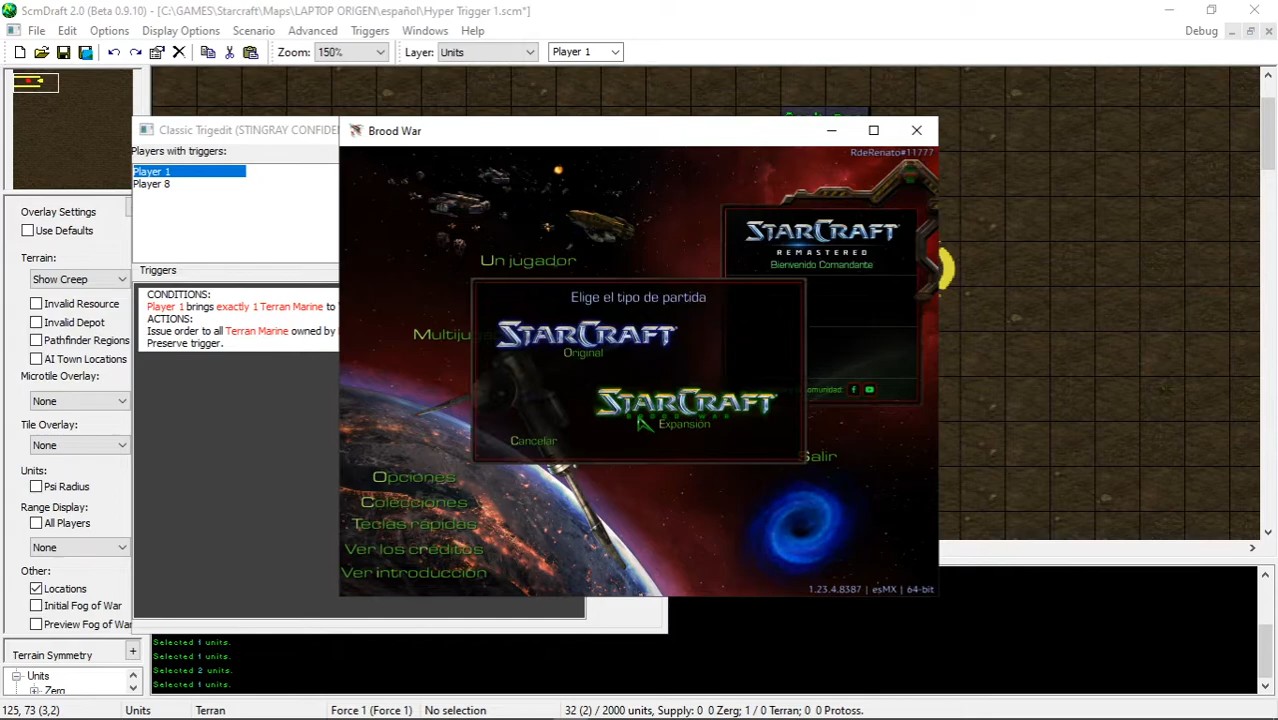 ScmDraft 2.0 (Beta 0.9.10) - [C:\GAMES\Starcraft\Maps\LAPTOP ORIGEN\español\Hyper Trigger 1.scm*]
File Edit Options Display Options Scenario Advanced Triggers Windows Help Debug
Zoom: 150% Layer: Units Player 1
Classic Trigedit (STINGRAY CONFIDEN
Players with triggers:
Player 1
Player 8
Triggers
CONDITIONS:
Player 1 brings exactly 1 Terran Marine to
ACTIONS:
Issue order to all Terran Marine owned by
Preserve trigger.
Overlay Settings
Use Defaults
Terrain:
Show Creep
Invalid Resource
Invalid Depot
Pathfinder Regions
AI Town Locations
Microtile Overlay:
None
Tile Overlay:
None
Units:
Psi Radius
Range Display:
All Players
None
Other:
Locations
Initial Fog of War
Preview Fog of War
Terrain Symmetry +
Units
Zerg
Brood War
RdeRenato#11777
STARCRAFT
REMASTERED
Bienvenido Comandante
Un jugador
Multiju
Elige el tipo de partida
STARCRAFT
Original
STARCRAFT
BROOD WAR
Expansión
Cancelar
omunidad:
Salir
Opciones
Colecciones
Teclas rápidas
Ver los créditos
Ver introducción
1.23.4.8387 | esMX | 64-bit
Selected 1 units.
Selected 1 units.
Selected 2 units.
Selected 1 units.
125, 73 (3,2) Units Terran Force 1 (Force 1) No selection 32 (2) / 2000 units, Supply: 0 0 Zerg; 1 / 0 Terran; 0 0 Protoss.